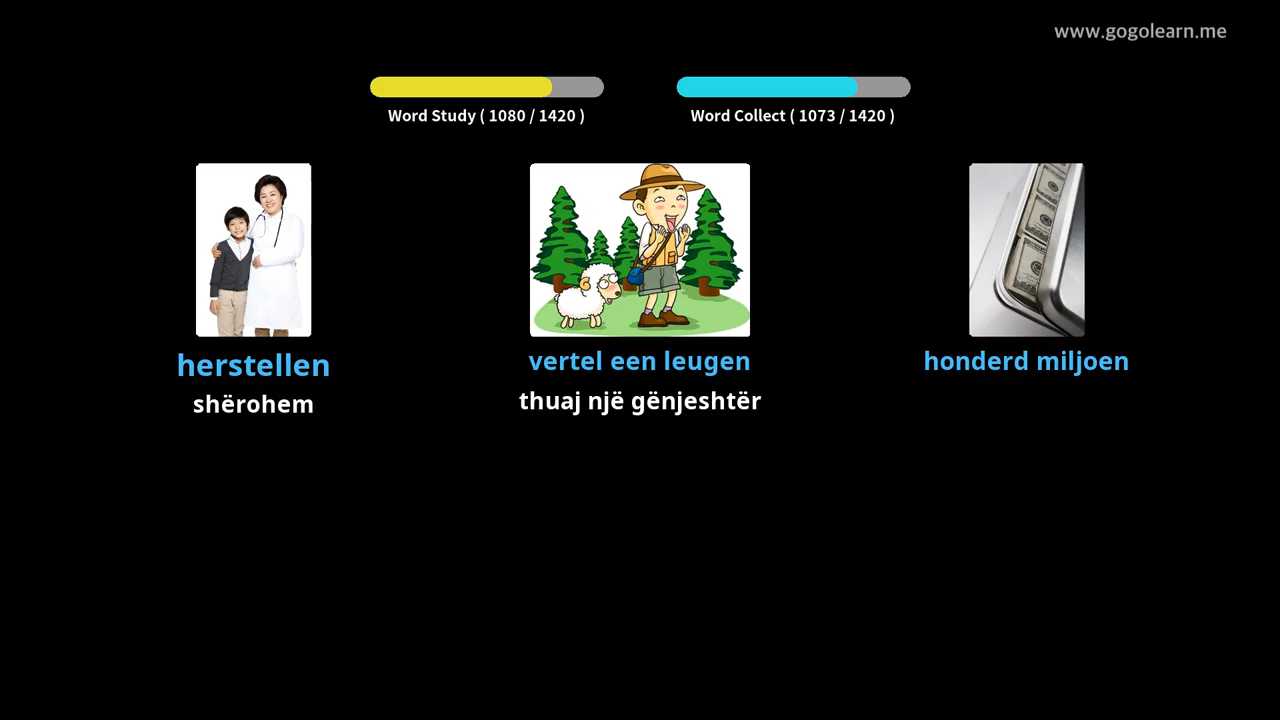 www.gogolearn.me
Word Study ( 1080 / 1420 )
Word Collect ( 1073 / 1420 )
herstellen
shërohem
vertel een leugen
thuaj një gënjeshtër
honderd miljoen